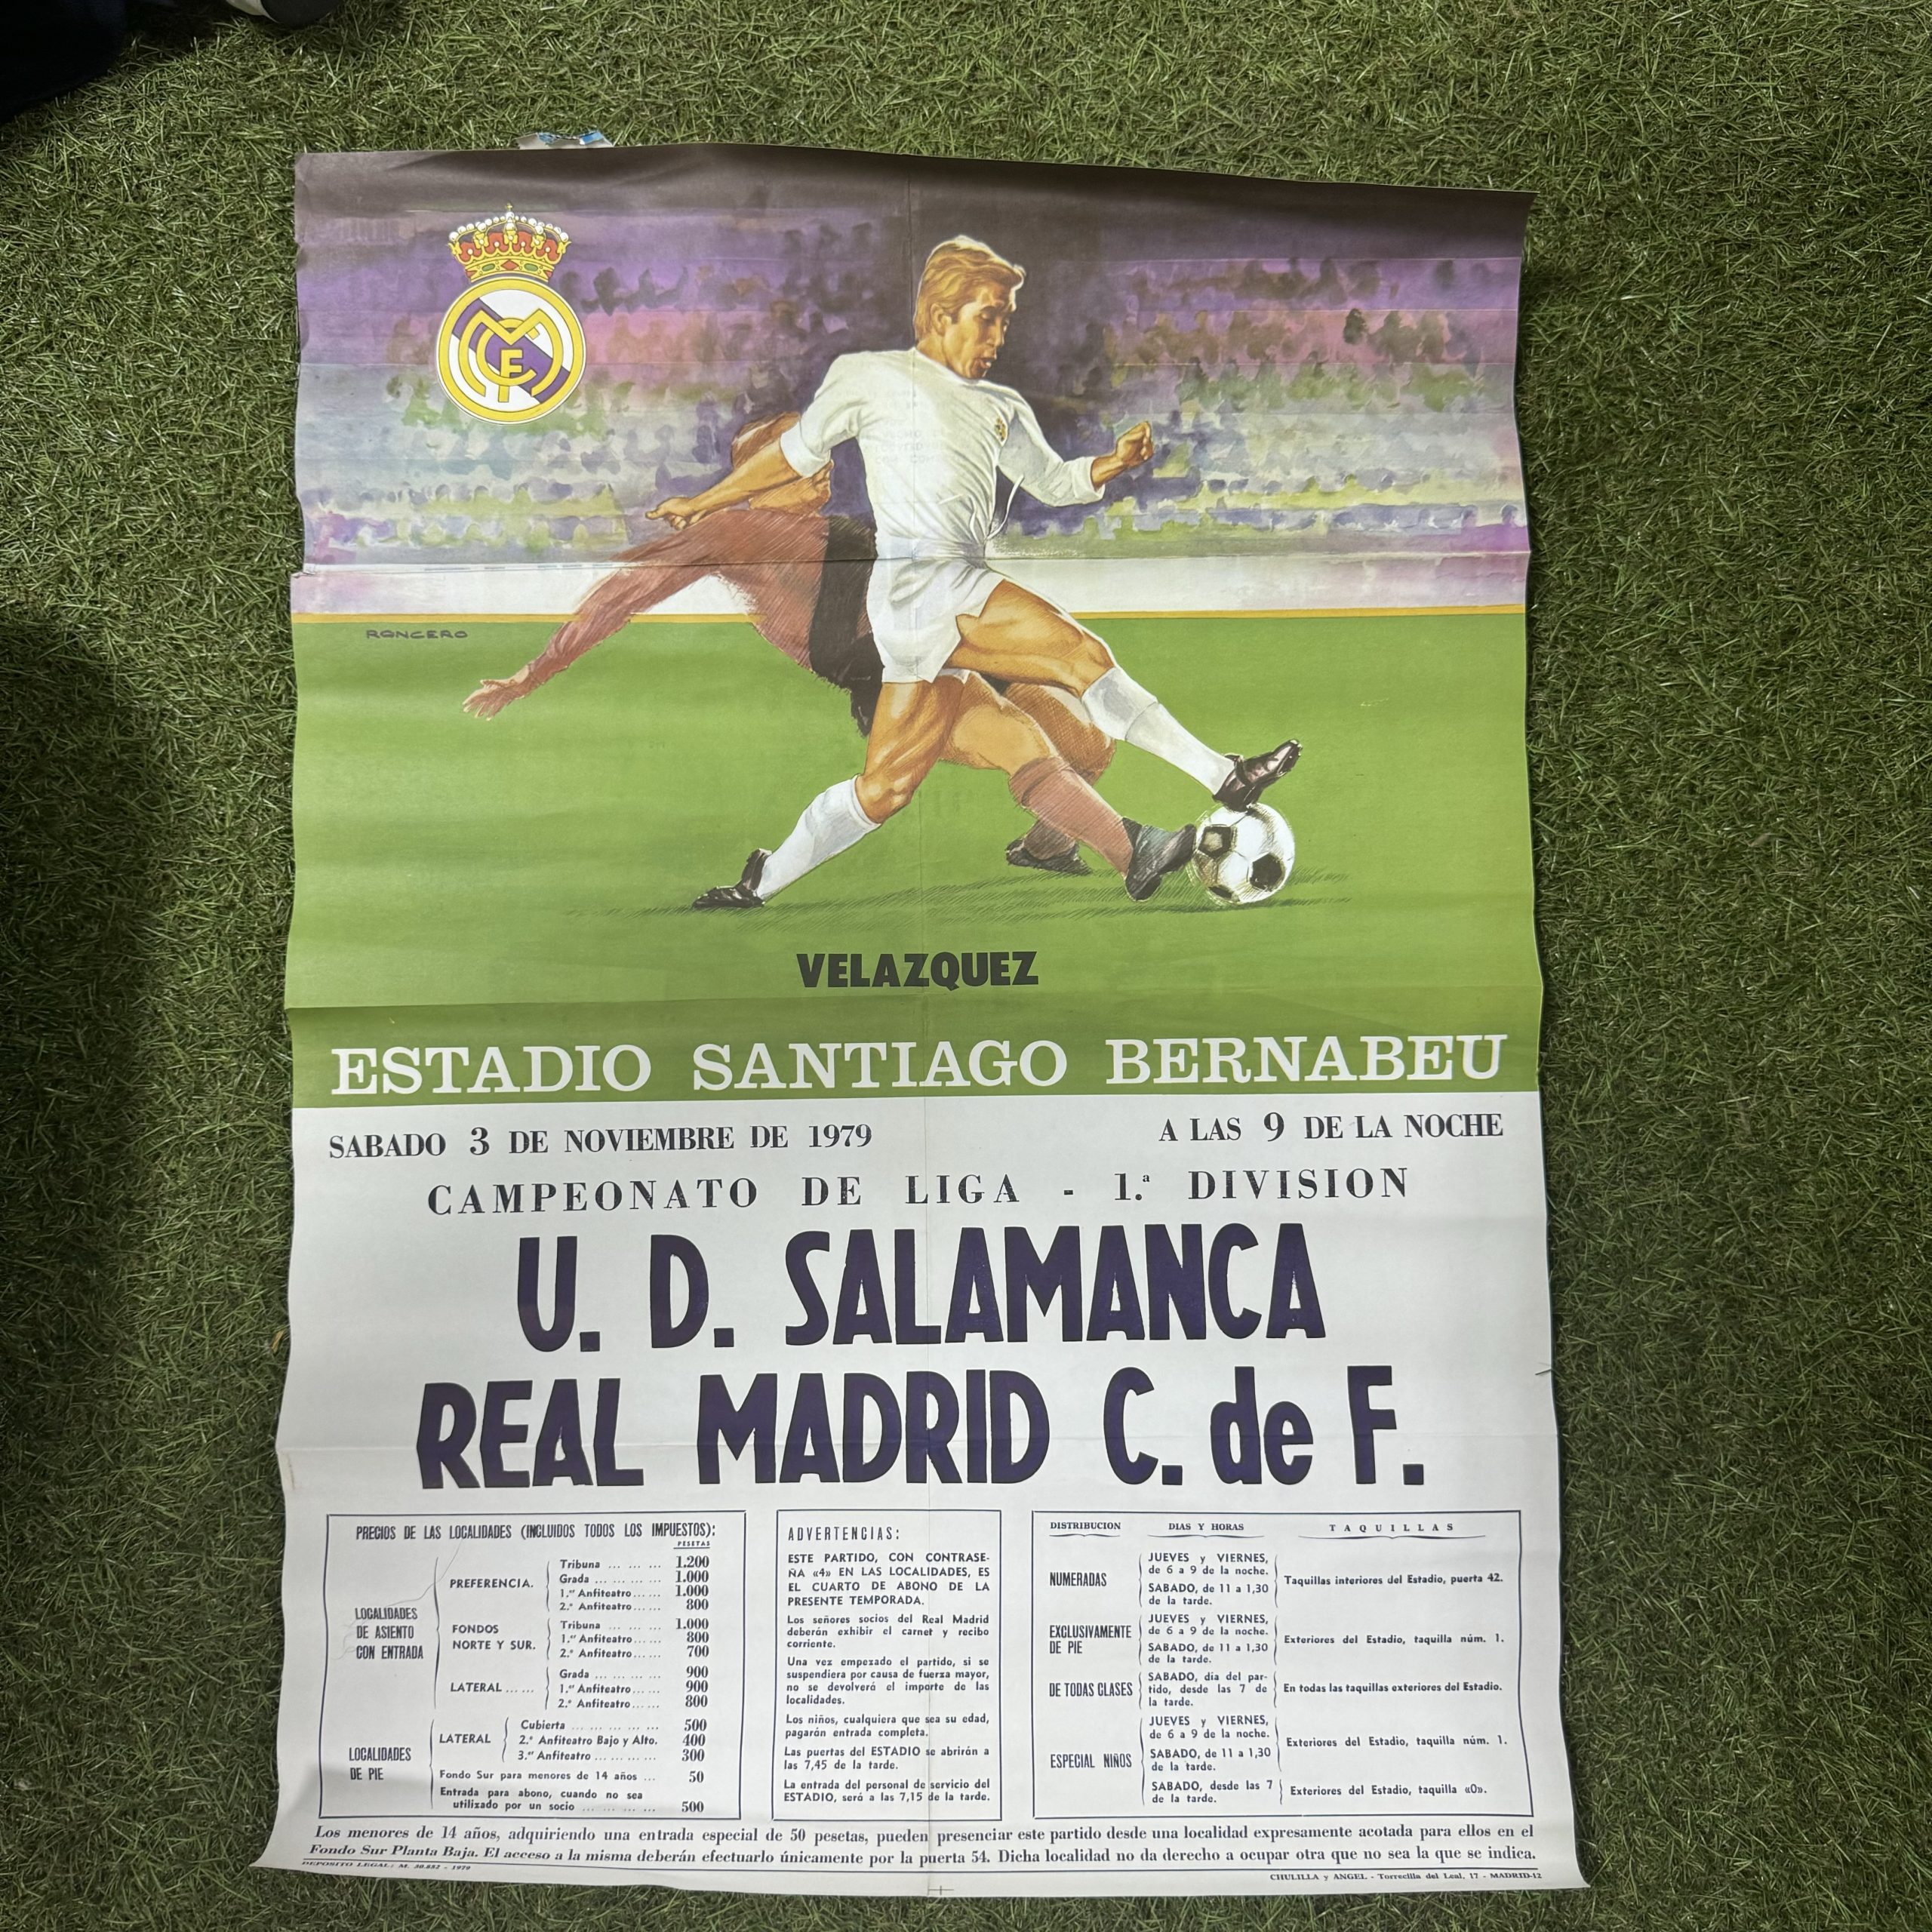 RONCERO
VELAZQUEZ
ESTADIO SANTIAGO BERNABEU
SABADO 3 DE NOVIEMBRE DE 1979
A LAS 9 DE LA NOCHE
CAMPEONATO DE LIGA - 1.ª DIVISION
U. D. SALAMANCA
REAL MADRID C. de F.
PRECIOS DE LAS LOCALIDADES (INCLUIDOS TODOS LOS IMPUESTOS):
PESETAS
LOCALIDADES
DE ASIENTO
CON ENTRADA
PREFERENCIA.
Tribuna ... ... ... 1.200
Grada ... ... ... ... 1.000
1.er Anfiteatro ... ... 1.000
2.º Anfiteatro ... ... 800
FONDOS
NORTE Y SUR.
Tribuna ... ... ... 1.000
1.er Anfiteatro ... ... 800
2.º Anfiteatro ... ... 700
LATERAL ... ...
Grada ... ... ... ... 900
1.er Anfiteatro ... ... 900
2.º Anfiteatro ... ... 800
LOCALIDADES
DE PIE
LATERAL
Cubierta ... ... ... ... ... 500
2.º Anfiteatro Bajo y Alto. 400
3.er Anfiteatro ... ... ... 300
Fondo Sur para menores de 14 años ... 50
Entrada para abono, cuando no sea
utilizado por un socio ... ... ... ... 500
ADVERTENCIAS:
ESTE PARTIDO, CON CONTRASE-
ÑA «4» EN LAS LOCALIDADES, ES
EL CUARTO DE ABONO DE LA
PRESENTE TEMPORADA.
Los señores socios del Real Madrid
deberán exhibir el carnet y recibo
corriente.
Una vez empezado el partido, si se
suspendiera por causa de fuerza mayor,
no se devolverá el importe de las
localidades.
Los niños, cualquiera que sea su edad,
pagarán entrada completa.
Las puertas del ESTADIO se abrirán a
las 7,45 de la tarde.
La entrada del personal de servicio del
ESTADIO, será a las 7,15 de la tarde.
DISTRIBUCION DIAS Y HORAS TAQUILLAS
NUMERADAS
JUEVES y VIERNES,
de 6 a 9 de la noche.
SABADO, de 11 a 1,30
de la tarde.
Taquillas interiores del Estadio, puerta 42.
EXCLUSIVAMENTE
DE PIE
JUEVES y VIERNES,
de 6 a 9 de la noche.
SABADO, de 11 a 1,30
de la tarde.
Exteriores del Estadio, taquilla núm. 1.
DE TODAS CLASES
SABADO, día del par-
tido, desde las 7 de
la tarde.
En todas las taquillas exteriores del Estadio.
ESPECIAL NIÑOS
JUEVES y VIERNES,
de 6 a 9 de la noche.
SABADO, de 11 a 1,30
de la tarde.
Exteriores del Estadio, taquilla núm. 1.
SABADO, desde las 7
de la tarde.
Exteriores del Estadio, taquilla «O».
Los menores de 14 años, adquiriendo una entrada especial de 50 pesetas, pueden presenciar este partido desde una localidad expresamente acotada para ellos en el
Fondo Sur Planta Baja. El acceso a la misma deberán efectuarlo únicamente por la puerta 54. Dicha localidad no da derecho a ocupar otra que no sea la que se indica.
DEPOSITO LEGAL: M. 30.852 - 1979
CHULILLA y ANGEL - Torrecilla del Leal, 17 - MADRID-12